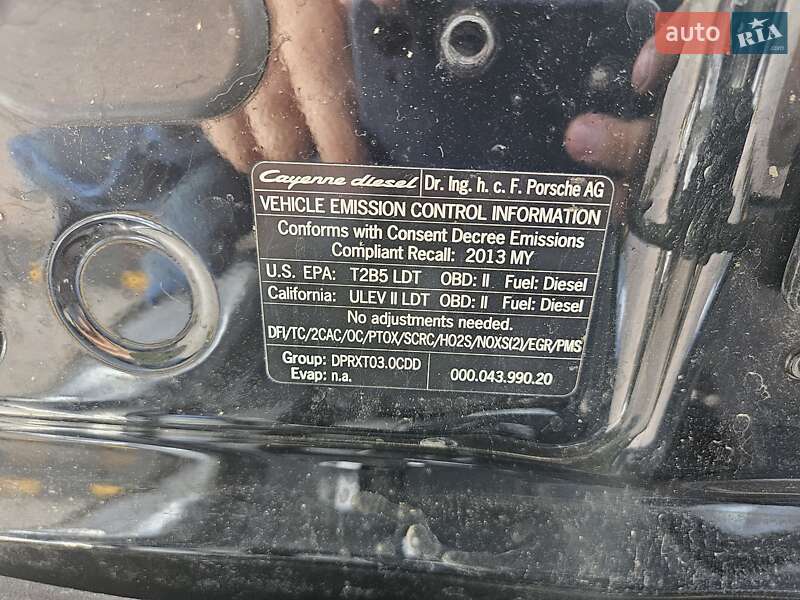 auto RIA
Cayenne diesel Dr. Ing. h. c. F. Porsche AG
VEHICLE EMISSION CONTROL INFORMATION
Conforms with Consent Decree Emissions
Compliant Recall: 2013 MY
U.S. EPA: T2B5 LDT OBD: II Fuel: Diesel
California: ULEV II LDT OBD: II Fuel: Diesel
No adjustments needed.
DFI/TC/2CAC/OC/PTOX/SCRC/HO2S/NOXS(2)/EGR/PMS
Group: DPRXT03.0CDD
Evap: n.a.
000.043.990.20